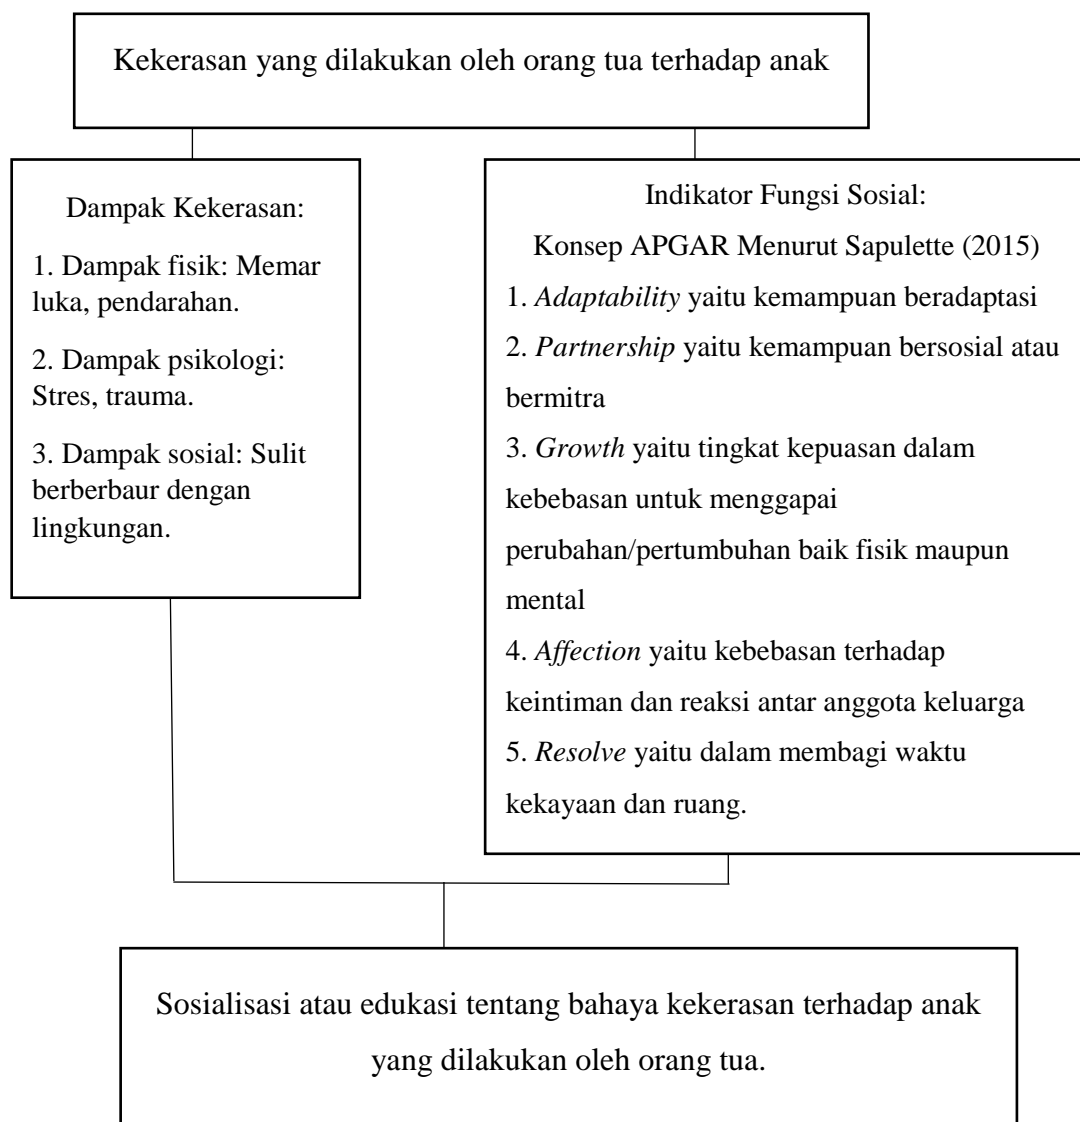 Kekerasan yang dilakukan oleh orang tua terhadap anak
Dampak Kekerasan:
1. Dampak fisik: Memar
luka, pendarahan.
2. Dampak psikologi:
Stres, trauma.
3. Dampak sosial: Sulit
berberbaur dengan
lingkungan.
Indikator Fungsi Sosial:
Konsep APGAR Menurut Sapulette (2015)
1. Adaptability yaitu kemampuan beradaptasi
2. Partnership yaitu kemampuan bersosial atau
bermitra
3. Growth yaitu tingkat kepuasan dalam
kebebasan untuk menggapai
perubahan/pertumbuhan baik fisik maupun
mental
4. Affection yaitu kebebasan terhadap
keintiman dan reaksi antar anggota keluarga
5. Resolve yaitu dalam membagi waktu
kekayaan dan ruang.
Sosialisasi atau edukasi tentang bahaya kekerasan terhadap anak
yang dilakukan oleh orang tua.